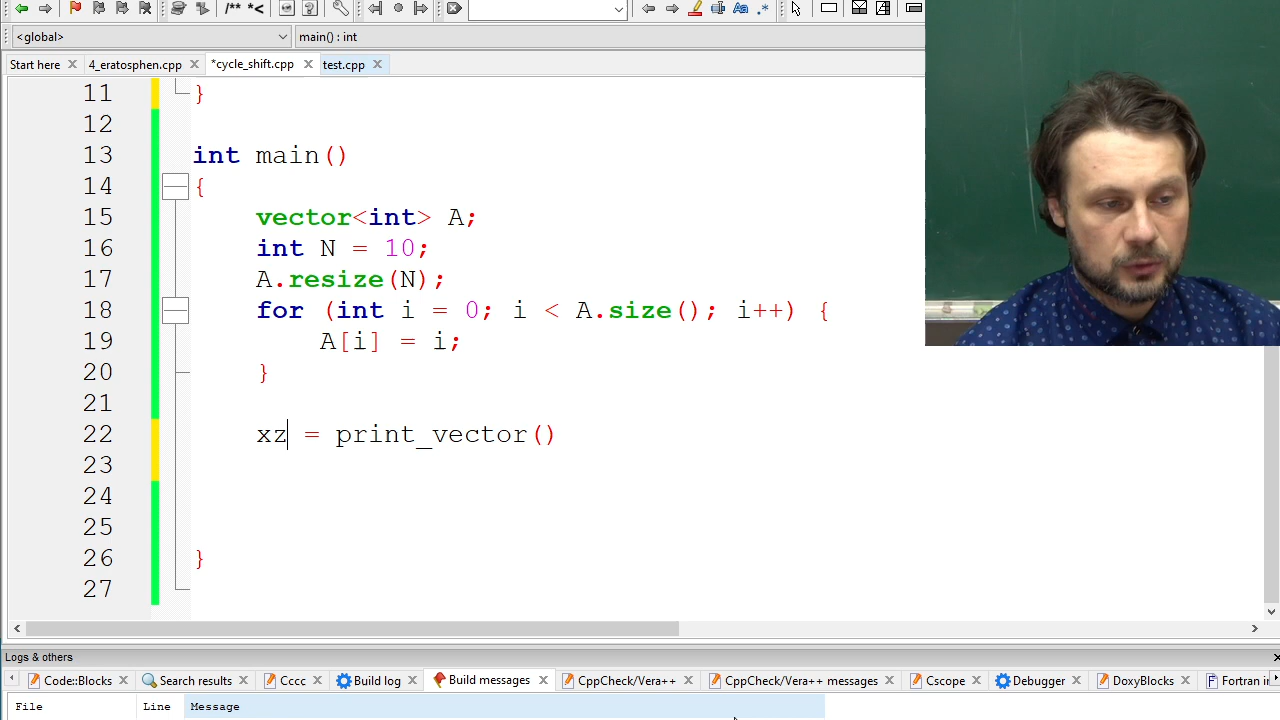 /** *<
<global>
main() : int
Start here
4_eratosphen.cpp
*cycle_shift.cpp
test.cpp
11 }
12
13 int main()
14 {
15 vector<int> A;
16 int N = 10;
17 A.resize(N);
18 for (int i = 0; i < A.size(); i++) {
19 A[i] = i;
20 }
21
22 xz = print_vector()
23
24
25
26 }
27
Logs & others
Code::Blocks
Search results
Cccc
Build log
Build messages
CppCheck/Vera++
CppCheck/Vera++ messages
Cscope
Debugger
DoxyBlocks
Fortran in
File Line Message